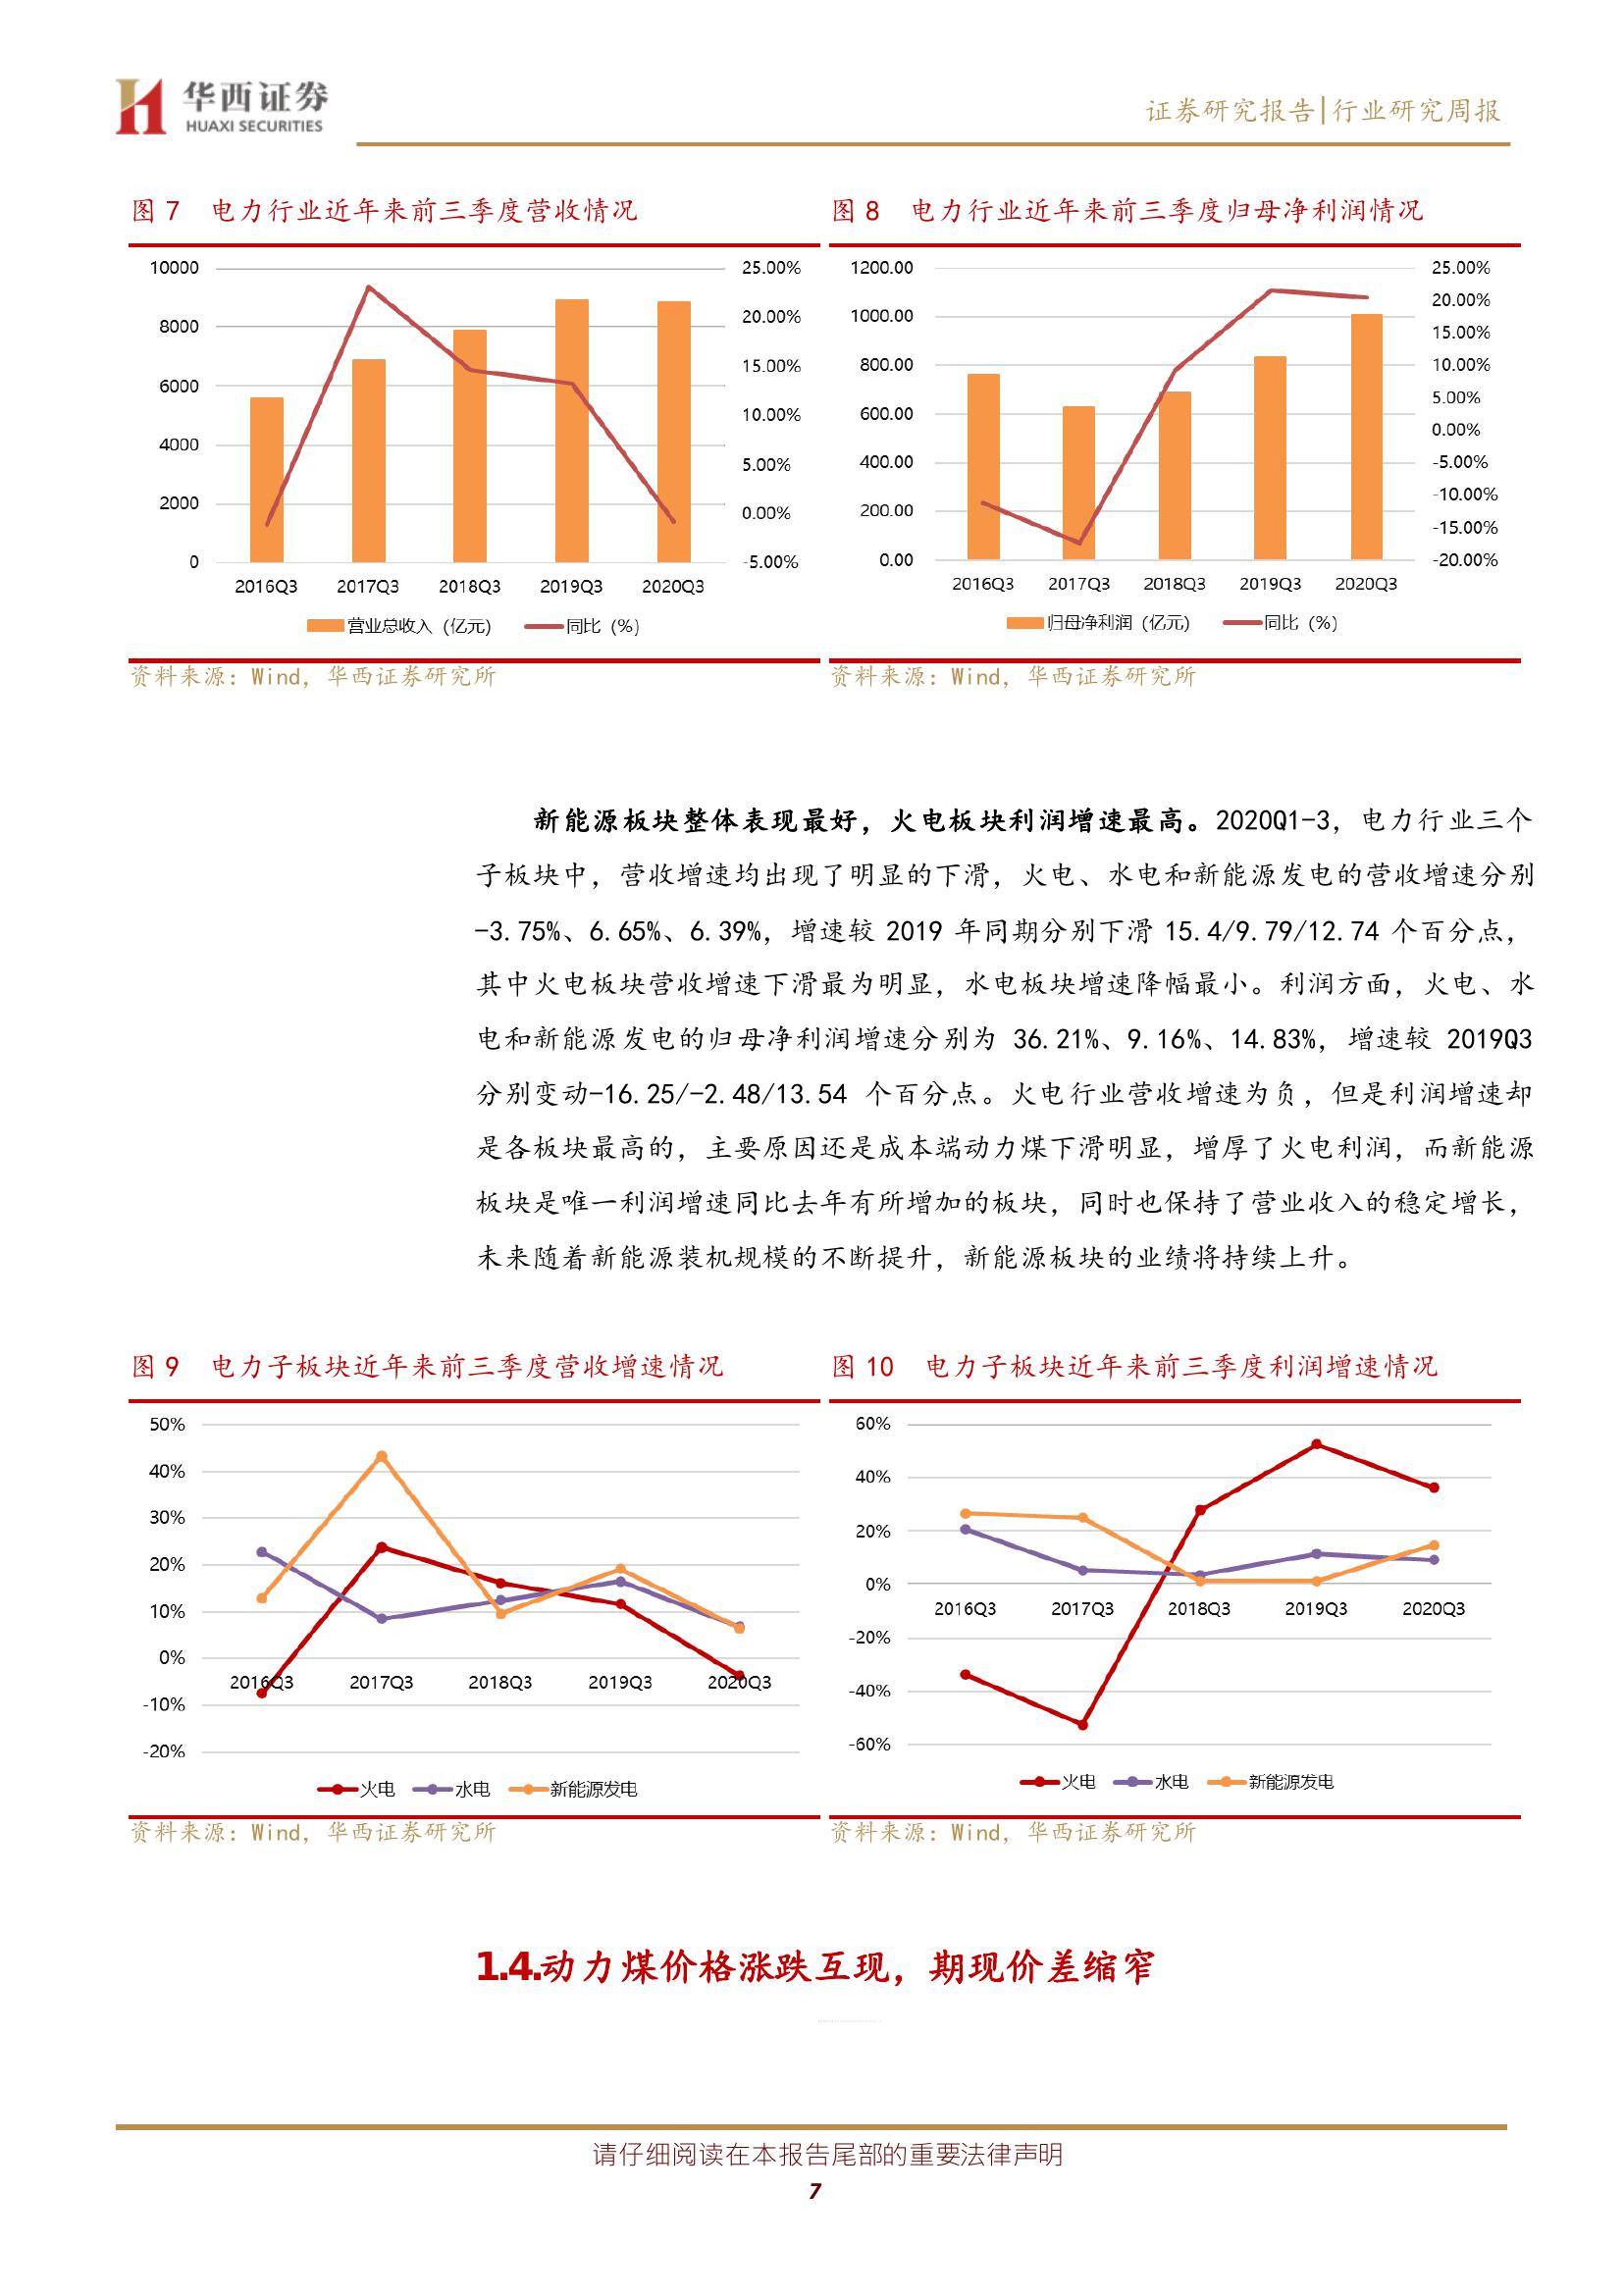 华西证券
HUAXI SECURITIES
证券研究报告|行业研究周报
图 7 电力行业近年来前三季度营收情况
10000
8000
6000
4000
2000
0
25.00%
20.00%
15.00%
10.00%
5.00%
0.00%
-5.00%
2016Q3 2017Q3 2018Q3 2019Q3 2020Q3
营业总收入（亿元） 同比（%）
资料来源：Wind，华西证券研究所
图 8 电力行业近年来前三季度归母净利润情况
1200.00
1000.00
800.00
600.00
400.00
200.00
0.00
25.00%
20.00%
15.00%
10.00%
5.00%
0.00%
-5.00%
-10.00%
-15.00%
-20.00%
2016Q3 2017Q3 2018Q3 2019Q3 2020Q3
归母净利润（亿元） 同比（%）
资料来源：Wind，华西证券研究所
新能源板块整体表现最好，火电板块利润增速最高。2020Q1-3，电力行业三个
子板块中，营收增速均出现了明显的下滑，火电、水电和新能源发电的营收增速分别
-3.75%、6.65%、6.39%，增速较 2019 年同期分别下滑 15.4/9.79/12.74 个百分点，
其中火电板块营收增速下滑最为明显，水电板块增速降幅最小。利润方面，火电、水
电和新能源发电的归母净利润增速分别为 36.21%、9.16%、14.83%，增速较 2019Q3
分别变动-16.25/-2.48/13.54 个百分点。火电行业营收增速为负，但是利润增速却
是各板块最高的，主要原因还是成本端动力煤下滑明显，增厚了火电利润，而新能源
板块是唯一利润增速同比去年有所增加的板块，同时也保持了营业收入的稳定增长，
未来随着新能源装机规模的不断提升，新能源板块的业绩将持续上升。
图 9 电力子板块近年来前三季度营收增速情况
50%
40%
30%
20%
10%
0%
-10%
-20%
2016Q3 2017Q3 2018Q3 2019Q3 2020Q3
火电 水电 新能源发电
资料来源：Wind，华西证券研究所
图 10 电力子板块近年来前三季度利润增速情况
60%
40%
20%
0%
-20%
-40%
-60%
2016Q3 2017Q3 2018Q3 2019Q3 2020Q3
火电 水电 新能源发电
资料来源：Wind，华西证券研究所
1.4.动力煤价格涨跌互现，期现价差缩窄
请仔细阅读在本报告尾部的重要法律声明
7